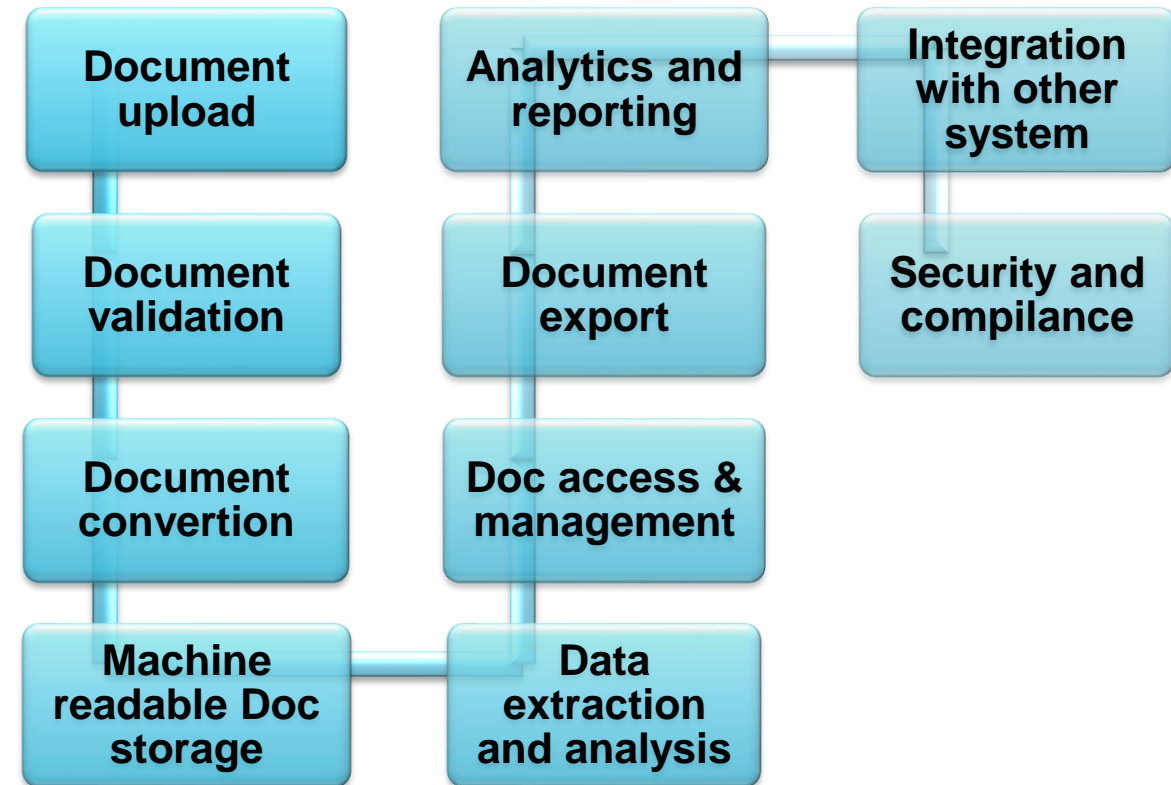 Document
upload
Document
validation
Document
convertion
Machine
readable Doc
storage
Data
extraction
and analysis
Doc access &
management
Document
export
Analytics and
reporting
Integration
with other
system
Security and
compilance